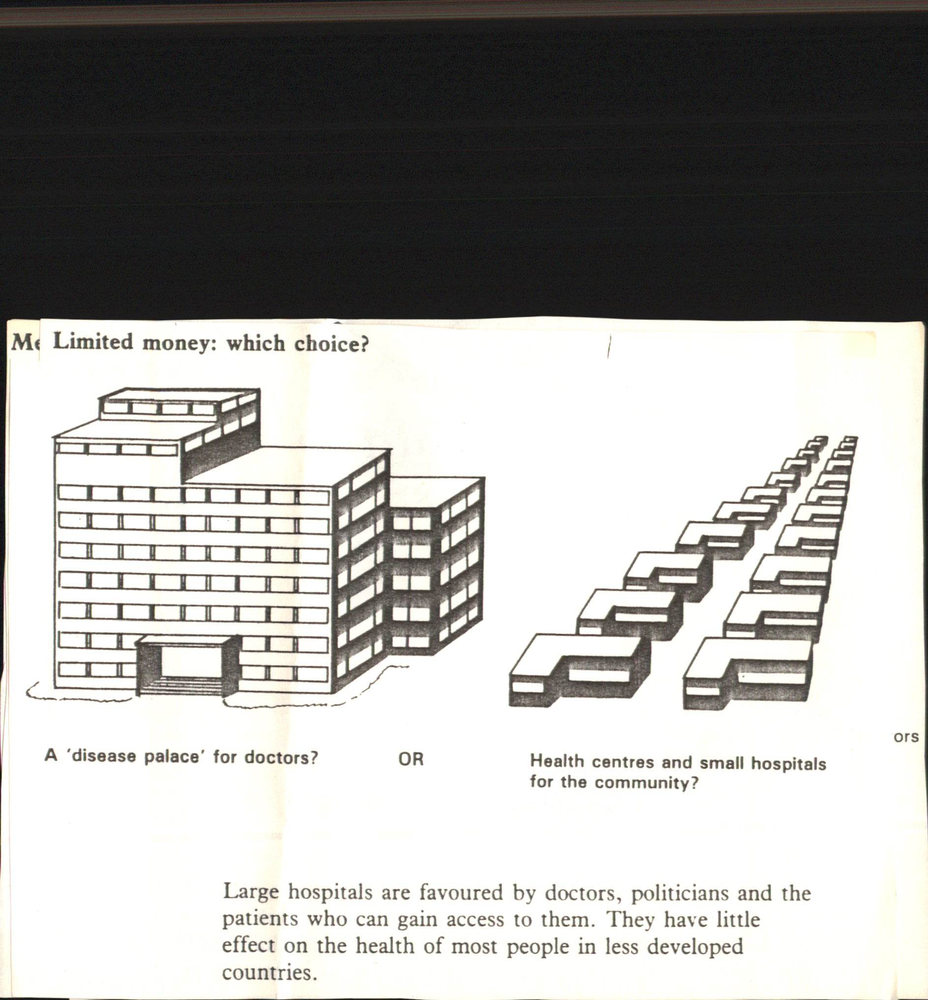 Limited money: which choice?
A ‘disease palace’ for doctors?
OR
Health centres and small hospitals
for the community?
ors
Large hospitals are favoured by doctors, politicians and the
patients who can gain access to them. They have little
effect on the health of most people in less developed
countries.